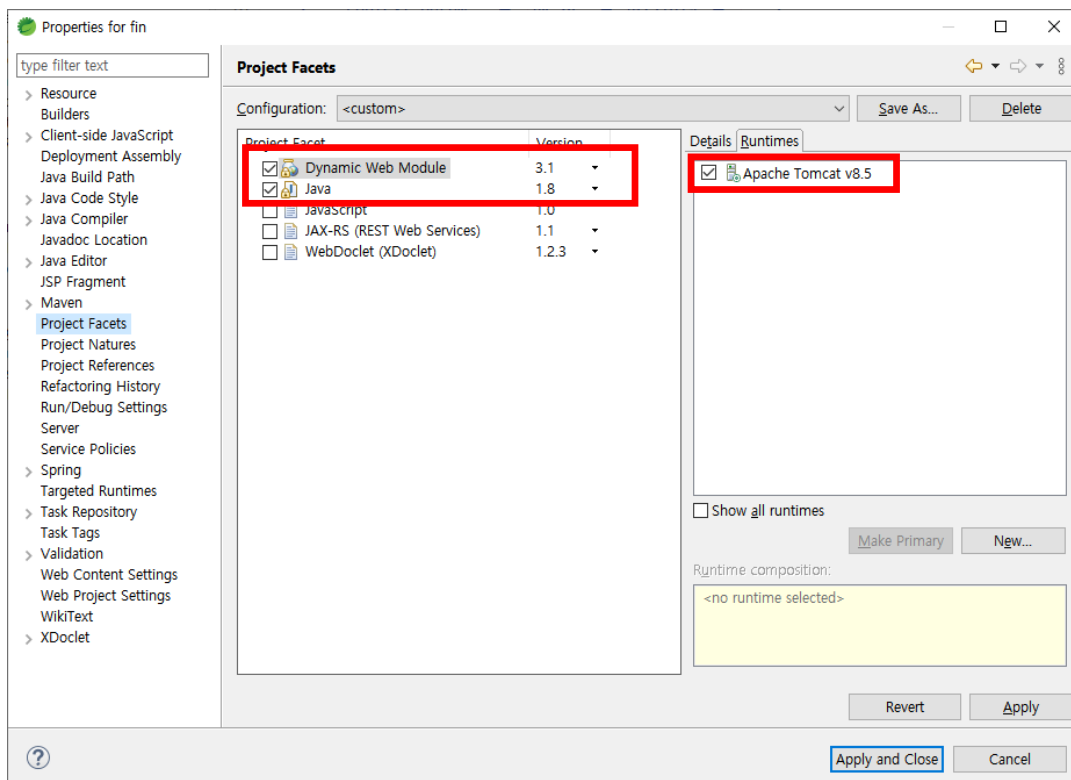 Properties for fin
type filter text
Resource
Builders
Client-side JavaScript
Deployment Assembly
Java Build Path
Java Code Style
Java Compiler
Javadoc Location
Java Editor
JSP Fragment
Maven
Project Facets
Project Natures
Project References
Refactoring History
Run/Debug Settings
Server
Service Policies
Spring
Targeted Runtimes
Task Repository
Task Tags
Validation
Web Content Settings
Web Project Settings
WikiText
XDoclet
Project Facets
Configuration: <custom> Save As... Delete
Project Facet Version
Dynamic Web Module 3.1
Java 1.8
JavaScript 1.0
JAX-RS (REST Web Services) 1.1
WebDoclet (XDoclet) 1.2.3
Details Runtimes
Apache Tomcat v8.5
Show all runtimes
Make Primary New...
Runtime composition:
<no runtime selected>
Revert Apply
? Apply and Close Cancel